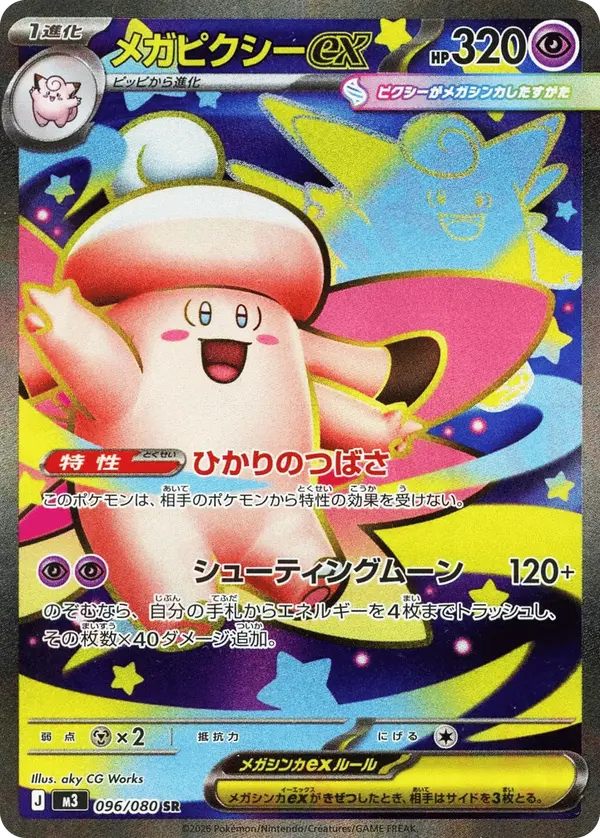 1進化
メガピクシーex
HP320
ピッピから進化
ピクシーがメガシンカしたすがた
特性 とくせい
ひかりのつばさ
このポケモンは、相手のポケモンから特性の効果を受けない。
シューティングムーン 120+
のぞむなら、自分の手札からエネルギーを4枚までトラッシュし、
その枚数×40ダメージ追加。
弱点 ×2 抵抗力 にげる
メガシンカexルール
メガシンカexがきぜつしたとき、相手はサイドを3枚とる。
Illus. aky CG Works
J M3 096/080 SR
©2026 Pokémon/Nintendo/Creatures/GAME FREAK.